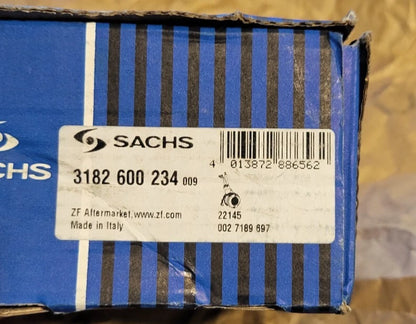 CHS
SACHS
4 013872 886562
3182 600 234 009
ZF Aftermarket.www.zf.com
Made in Italy
22145
002 7189 697